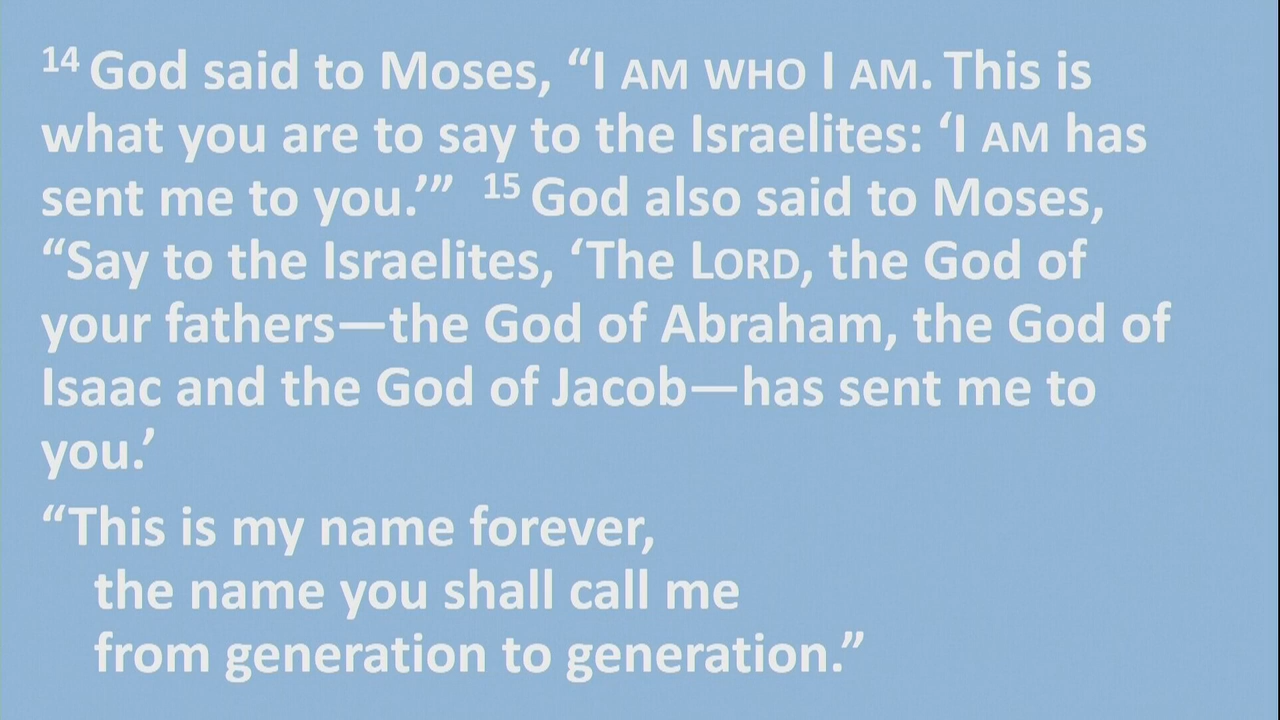 14 God said to Moses, “I AM WHO I AM. This is
what you are to say to the Israelites: ‘I AM has
sent me to you.’” 15 God also said to Moses,
“Say to the Israelites, ‘The LORD, the God of
your fathers—the God of Abraham, the God of
Isaac and the God of Jacob—has sent me to
you.’
“This is my name forever,
the name you shall call me
from generation to generation.”